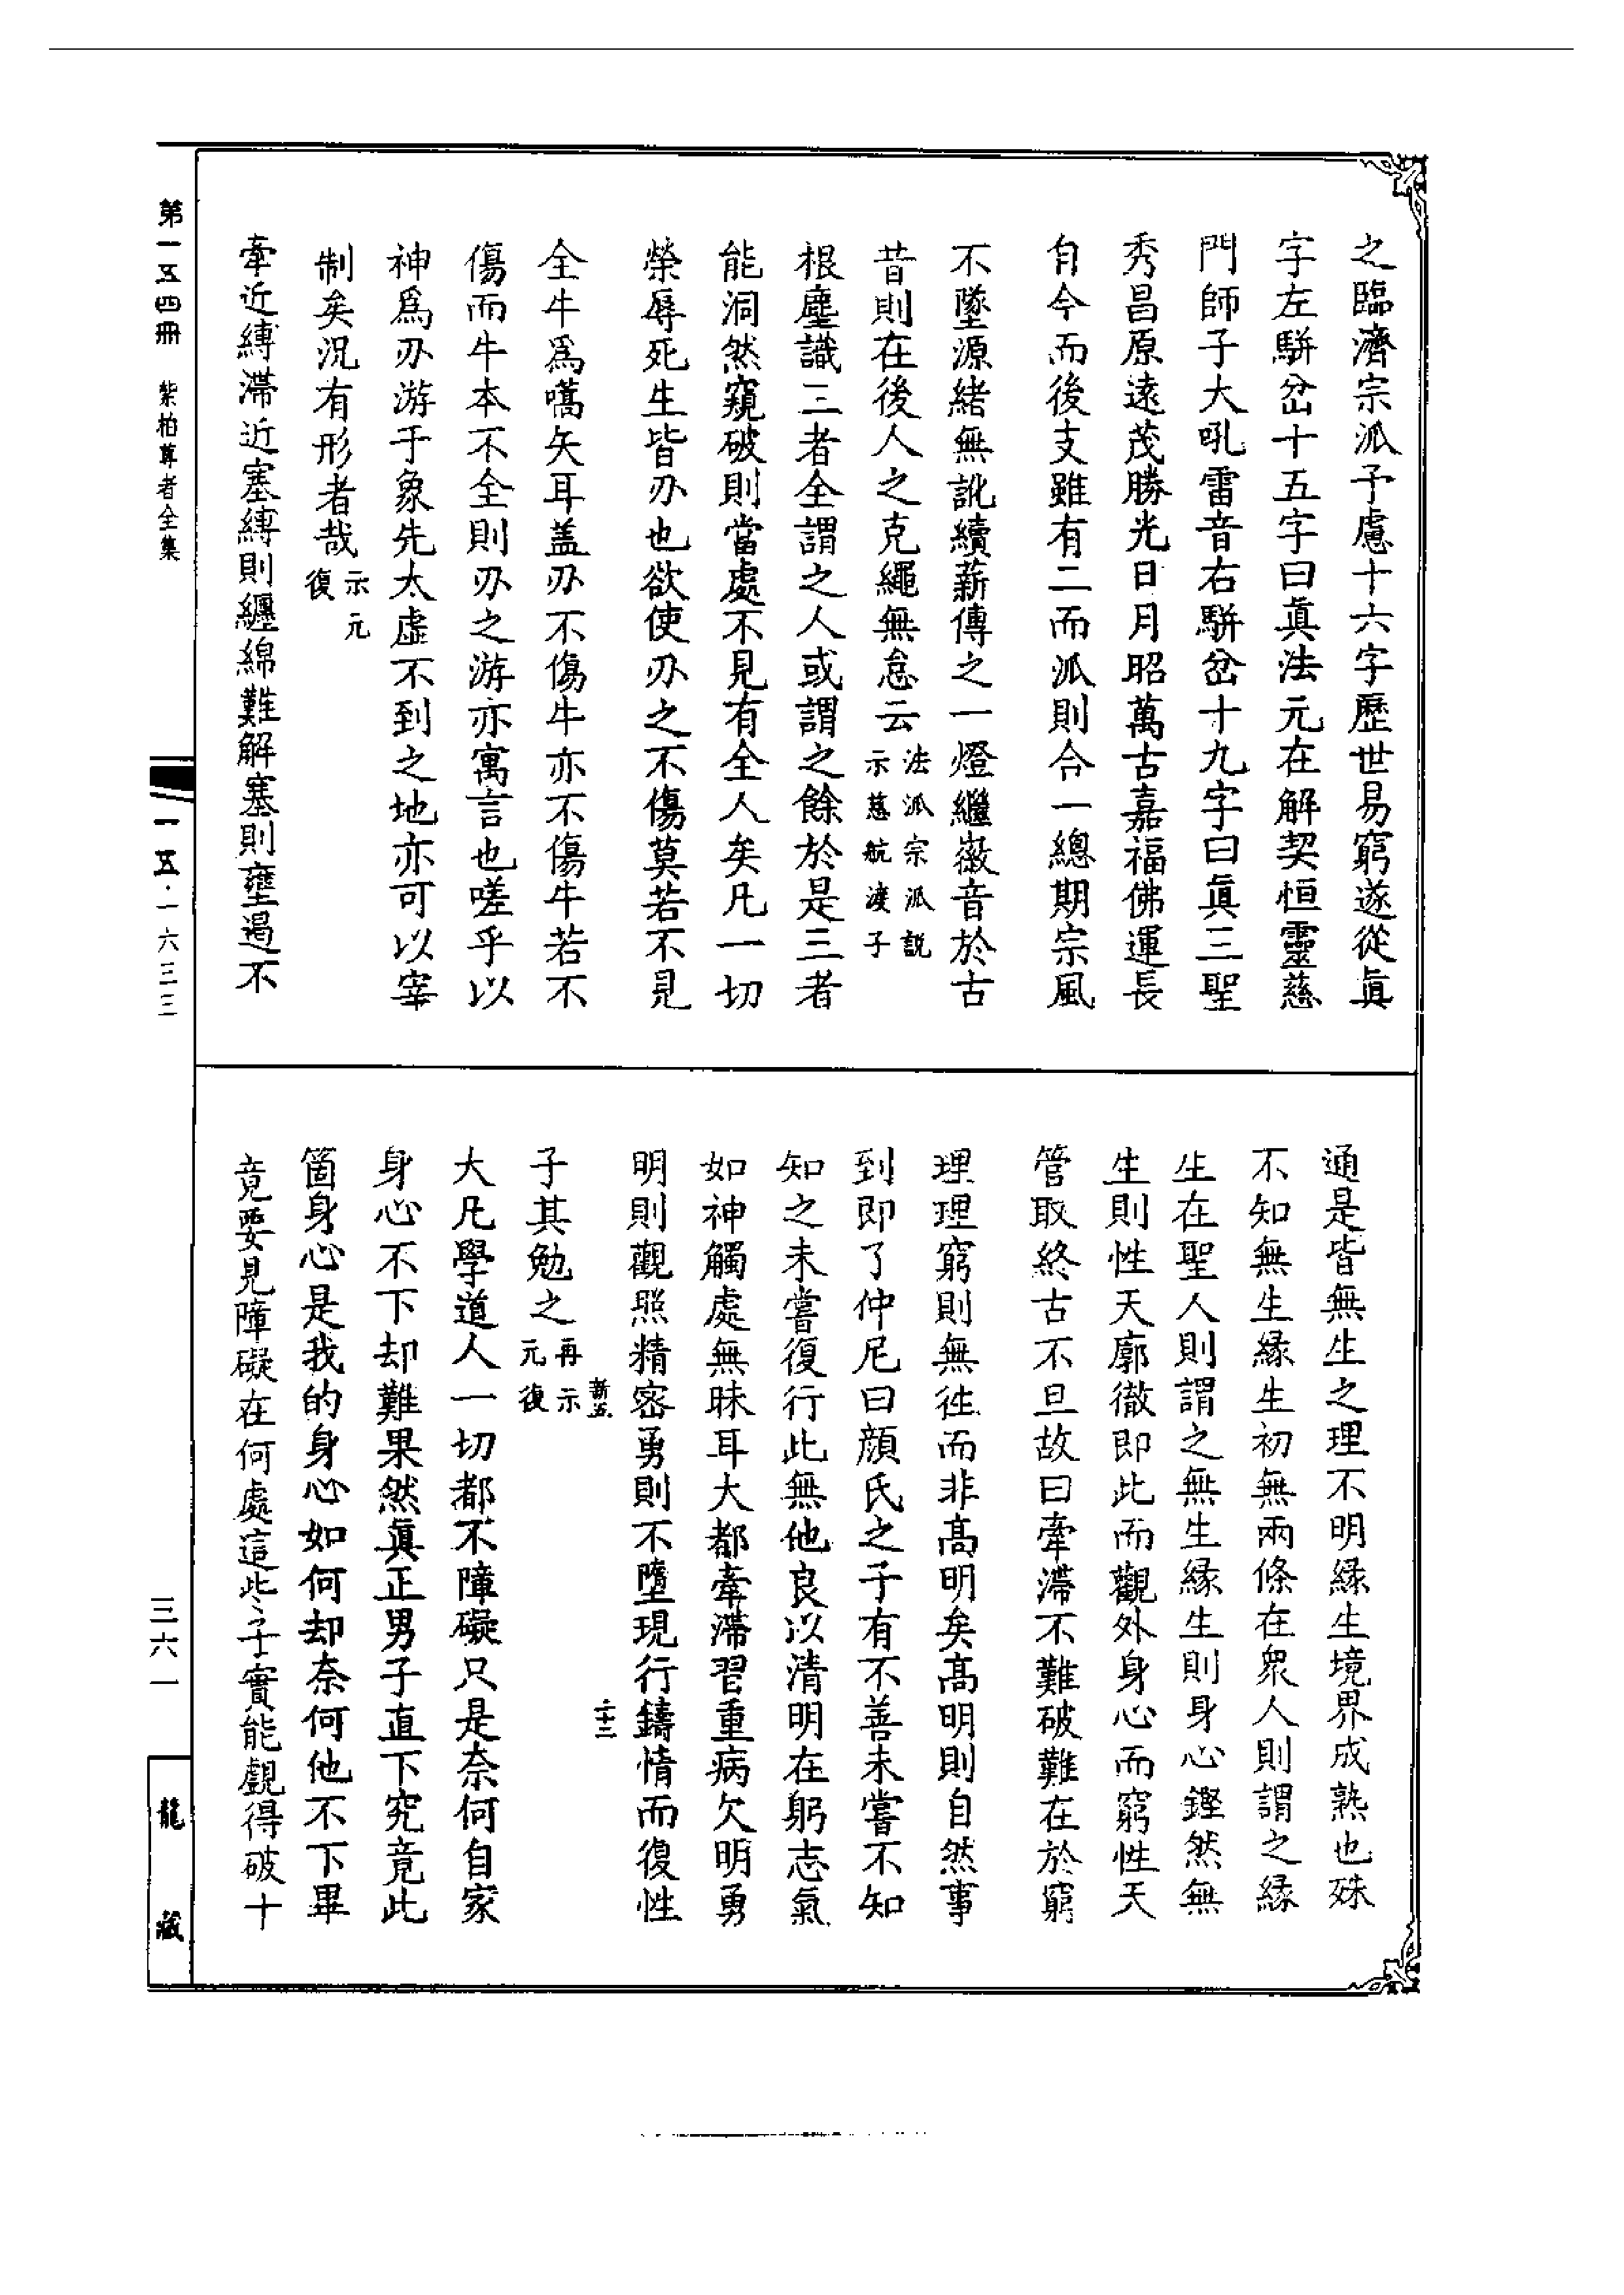 之臨濟宗派予慮十六字歷世易窮遂從眞
字左駢岔十五字曰眞法元在解契恒靈慈
門師子大吼雷音右駢岔十九字曰眞三聖
秀昌原遠茂勝光日月昭萬古嘉福佛運長
自今而後支雖有二而派則合一總期宗風
不墜源緒無訛續薪傳之一燈繼徽音於古
昔則在後人之克繩無怠云
法派宗派説
示慈航渡子
根塵識三者全謂之人或謂之餘於是三者
能洞然窺破則當處不見有全人矣凡一切
榮辱死生皆刅也欲使刅之不傷莫若不見
全牛爲嚆矢耳盖刅不傷牛亦不傷牛若不
傷而牛本不全則刅之游亦寓言也嗟乎以
神爲刅游于象先太虛不到之地亦可以宰
制矣況有形者哉
示元
復
牽近縛滯近塞縛則纏綿難解塞則壅遏不
通是皆無生之理不明緣生境界成熟也殊
不知無生緣生初無兩條在衆人則謂之緣
生在聖人則謂之無生緣生則身心鏗然無
生則性天廓徹即此而觀外身心而窮性天
管取終古不旦故曰牽滯不難破難在於窮
理理窮則無徃而非高明矣高明則自然事
到即了仲尼曰顔氏之子有不善未嘗不知
知之未嘗復行此無他良以清明在躬志氣
如神觸處無昧耳大都牽滯習重病欠明勇
明則觀照精密勇則不墮現行鑄情而復性
子其勉之
再示
元復
大凡學道人一切都不障礙只是奈何自家
身心不下却難果然眞正男子直下究竟此
箇身心是我的身心如何却奈何他不下畢
竟要見障礙在何處這些子實能覷得破十
第一五四冊 紫柏尊者全集
一五·一六三三
三六一
龍藏